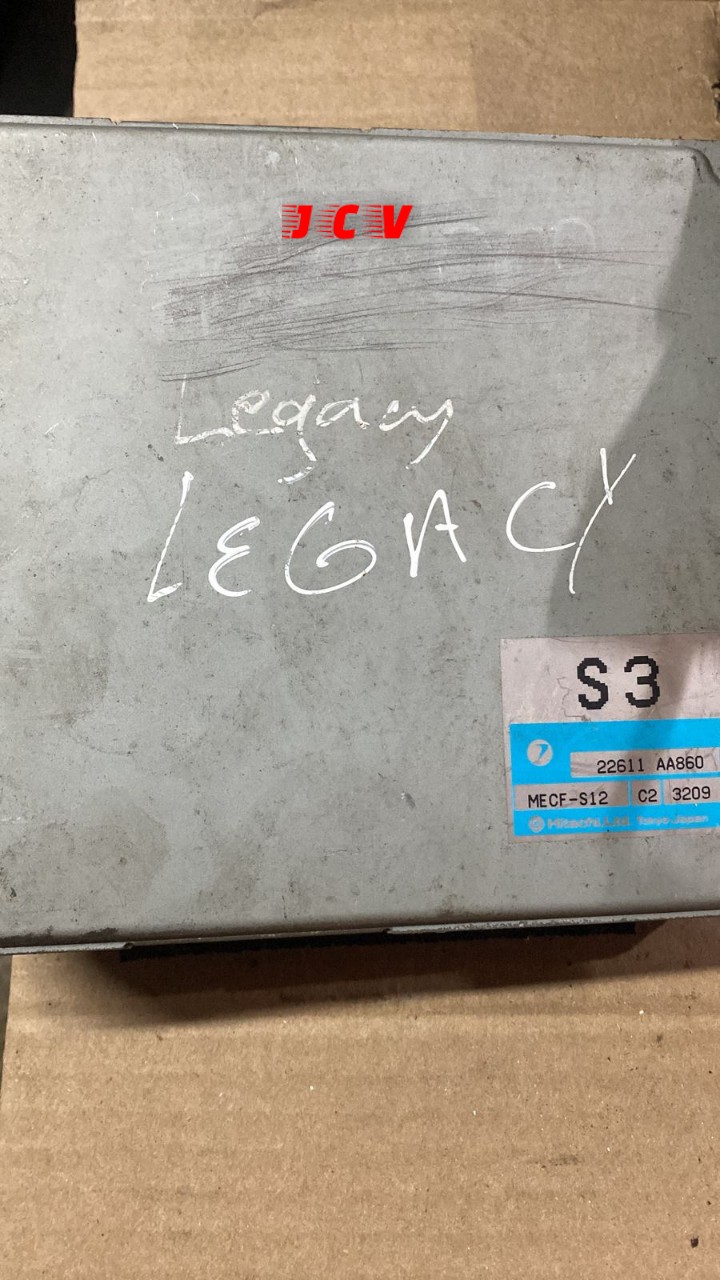 JCV
Legacy
LEGACY
S3
22611 AA860
MECF-S12 C2 3209
Hitachi, Ltd. Tokyo Japan